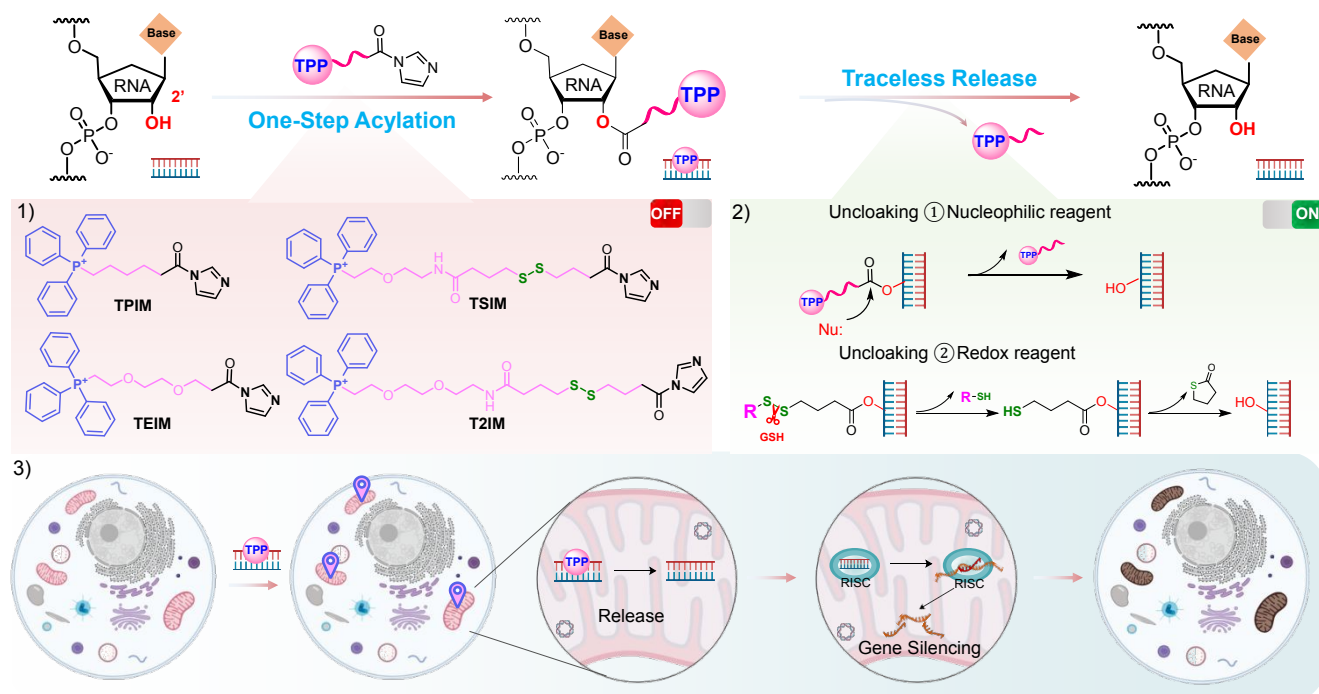 Base
O
O
RNA
2'
OH
O
P
O
O-
TPP
O
N
N
One-Step Acylation
Base
O
O
RNA
O
O
P
O
O-
O
TPP
TPP
Traceless Release
TPP
Base
O
O
RNA
OH
O
P
O
O-
1)
OFF
P+
O
N
N
TPIM
P+
O
H
N
O
S
S
O
N
N
TSIM
P+
O
O
O
N
N
TEIM
P+
O
O
N
H
O
S
S
O
N
N
T2IM
2)
ON
Uncloaking ① Nucleophilic reagent
TPP
O
O
Nu:
TPP
HO
Uncloaking ② Redox reagent
R
S
S
GSH
O
O
R-SH
HS
O
O
S
O
HO
3)
TPP
TPP
Release
RISC
RISC
Gene Silencing